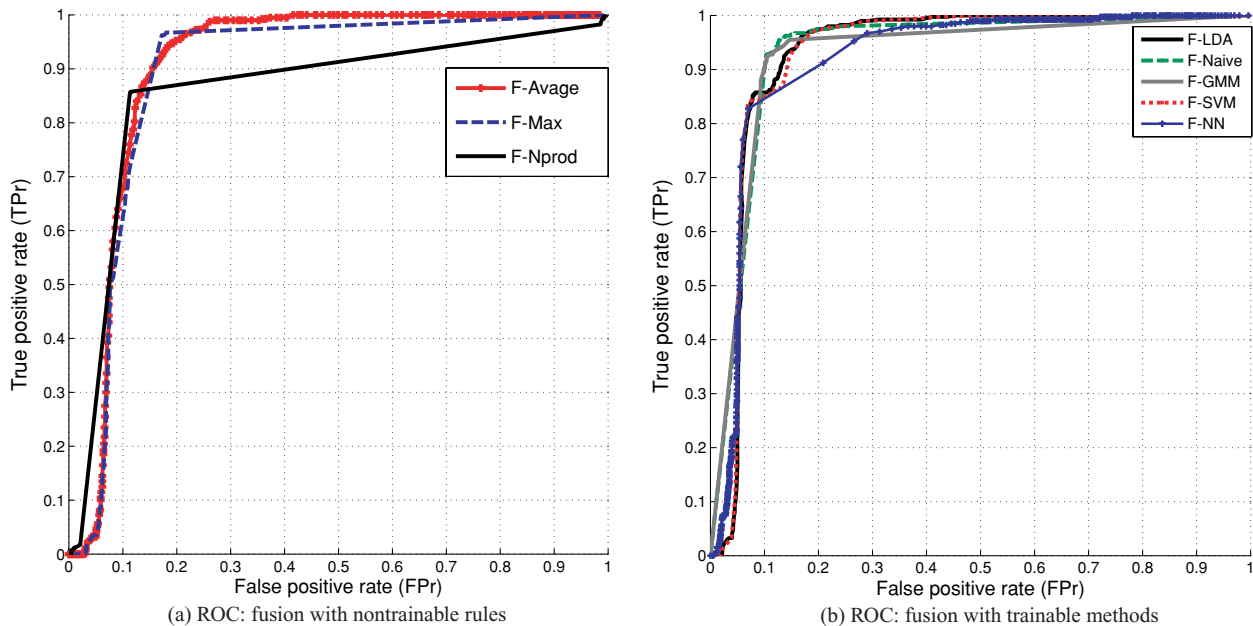 1
0.9
0.8
0.7
0.6
0.5
0.4
0.3
0.2
0.1
0
True positive rate (TPr)
F-Avage
F-Max
F-Nprod
0 0.1 0.2 0.3 0.4 0.5 0.6 0.7 0.8 0.9 1
False positive rate (FPr)
(a) ROC: fusion with nontrainable rules
1
0.9
0.8
0.7
0.6
0.5
0.4
0.3
0.2
0.1
0
True positive rate (TPr)
F-LDA
F-Naive
F-GMM
F-SVM
F-NN
0 0.1 0.2 0.3 0.4 0.5 0.6 0.7 0.8 0.9 1
False positive rate (FPr)
(b) ROC: fusion with trainable methods